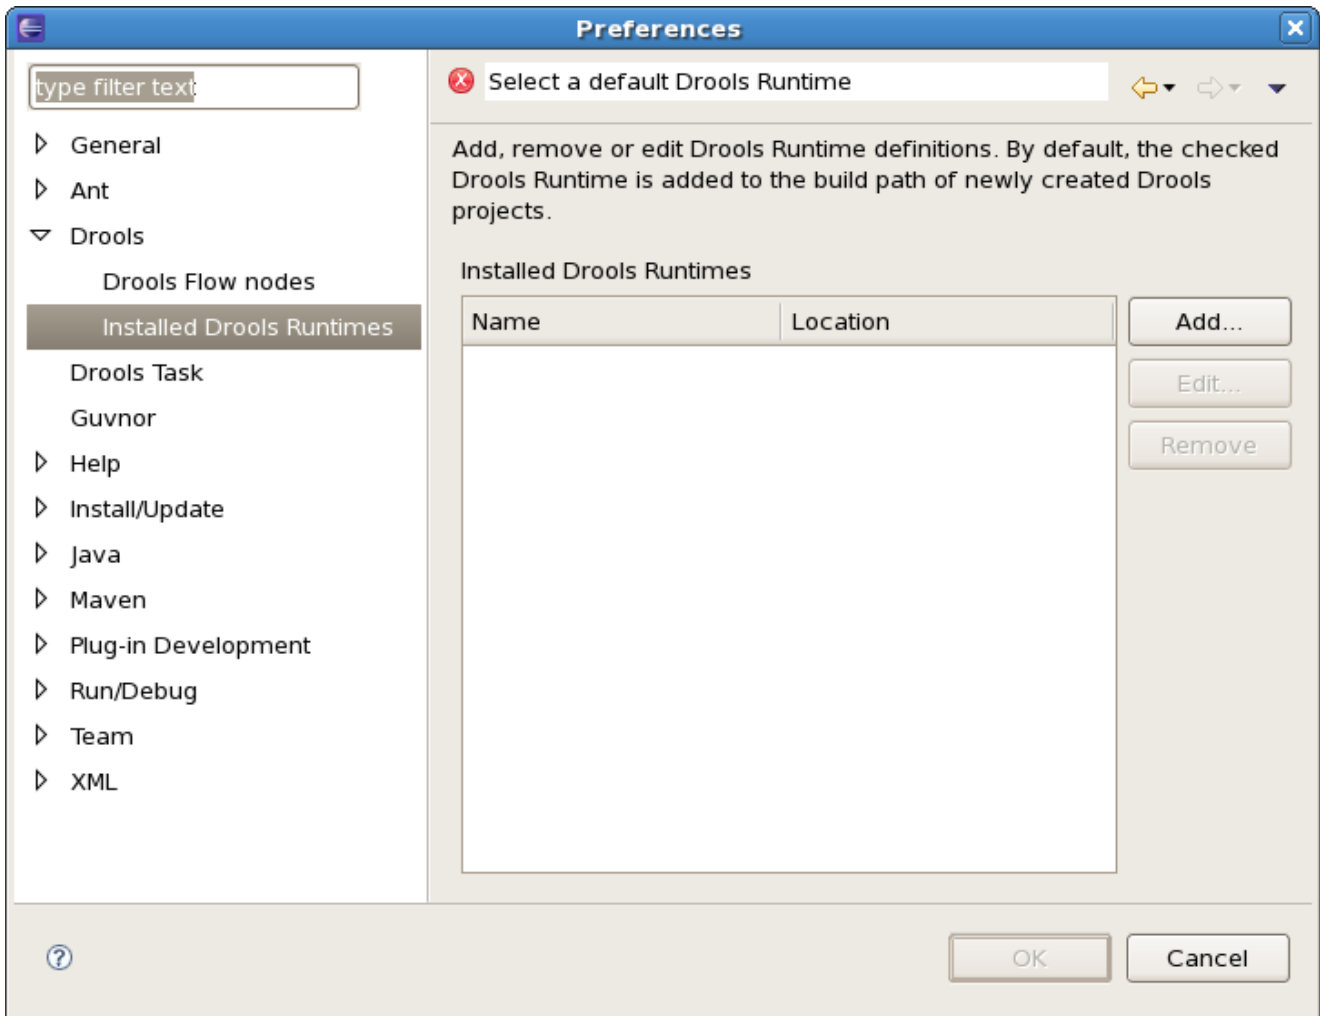 Preferences
type filter text
General
Ant
Drools
Drools Flow nodes
Installed Drools Runtimes
Drools Task
Guvnor
Help
Install/Update
Java
Maven
Plug-in Development
Run/Debug
Team
XML
Select a default Drools Runtime
Add, remove or edit Drools Runtime definitions. By default, the checked
Drools Runtime is added to the build path of newly created Drools
projects.
Installed Drools Runtimes
Name Location
Add...
Edit...
Remove
OK
Cancel